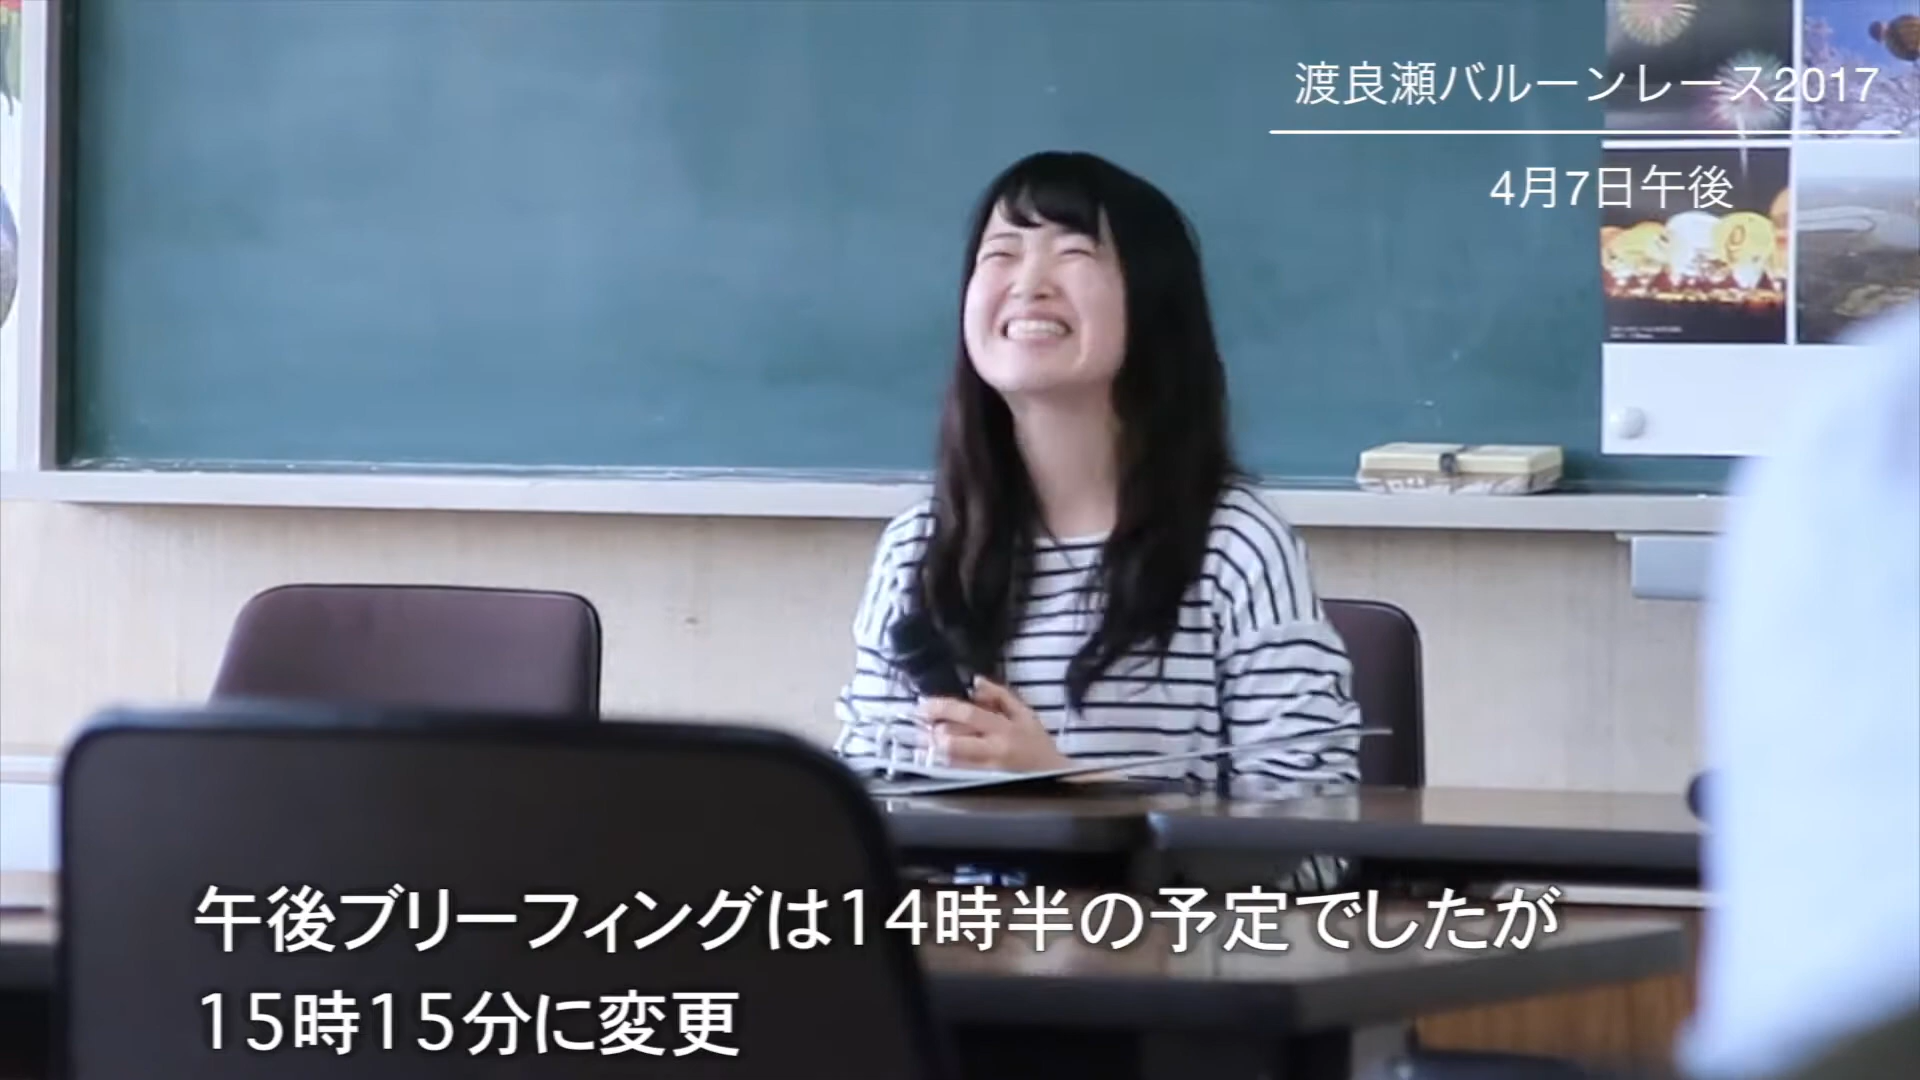 渡良瀬バルーンレース2017
4月7日午後
午後ブリーフィングは14時半の予定でしたが
15時15分に変更